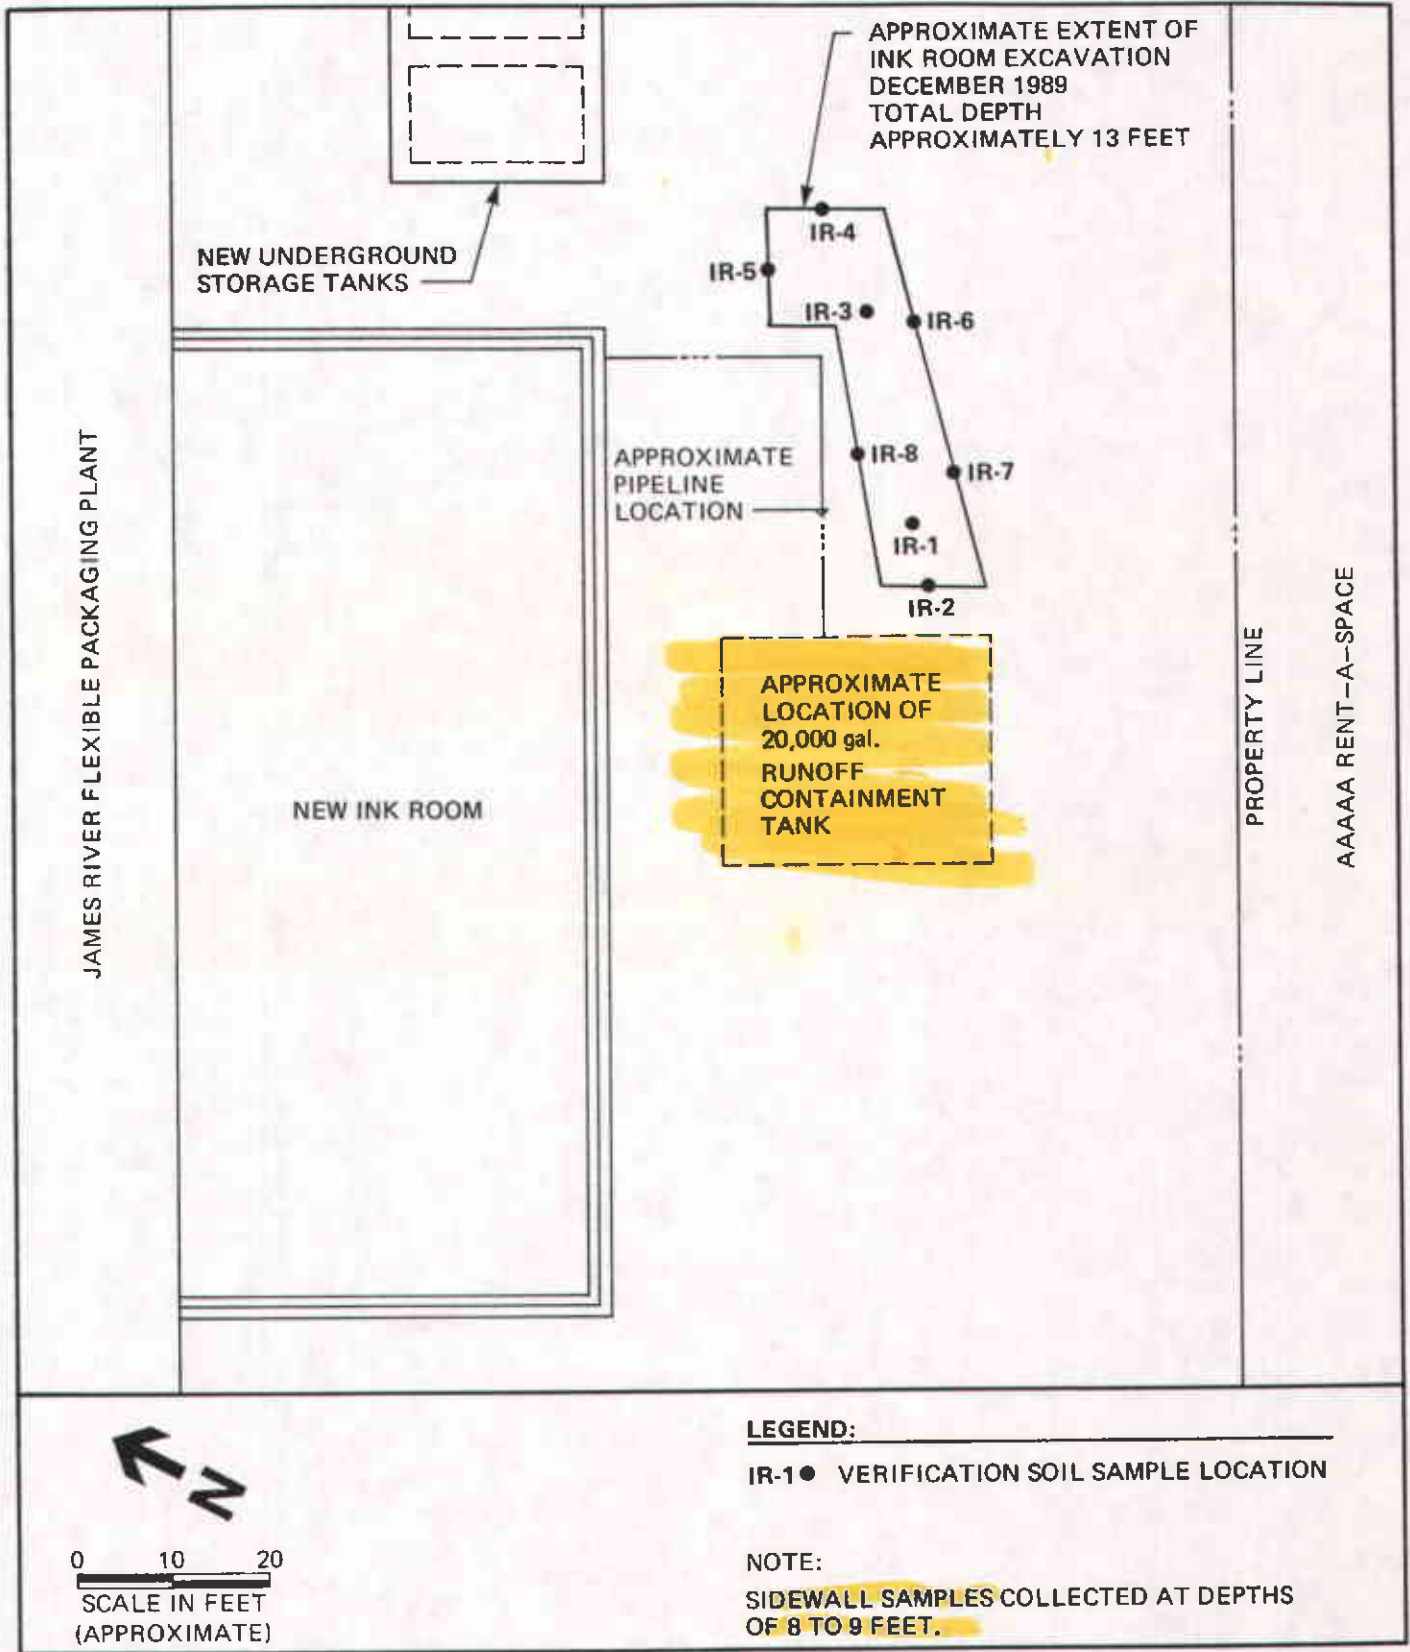 APPROXIMATE EXTENT OF
INK ROOM EXCAVATION
DECEMBER 1989
TOTAL DEPTH
APPROXIMATELY 13 FEET
NEW UNDERGROUND
STORAGE TANKS
IR-4
IR-5
IR-3
IR-6
IR-8
IR-7
IR-1
IR-2
APPROXIMATE
PIPELINE
LOCATION
JAMES RIVER FLEXIBLE PACKAGING PLANT
NEW INK ROOM
APPROXIMATE
LOCATION OF
20,000 gal.
RUNOFF
CONTAINMENT
TANK
PROPERTY LINE
AAAAA RENT-A-SPACE
N
0 10 20
SCALE IN FEET
(APPROXIMATE)
LEGEND:
IR-1 ● VERIFICATION SOIL SAMPLE LOCATION
NOTE:
SIDEWALL SAMPLES COLLECTED AT DEPTHS
OF 8 TO 9 FEET.